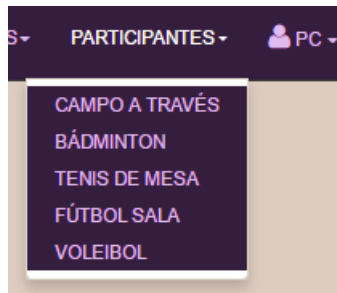 S PARTICIPANTES PC
CAMPO A TRAVÉS
BÁDMINTON
TENIS DE MESA
FÚTBOL SALA
VOLEIBOL